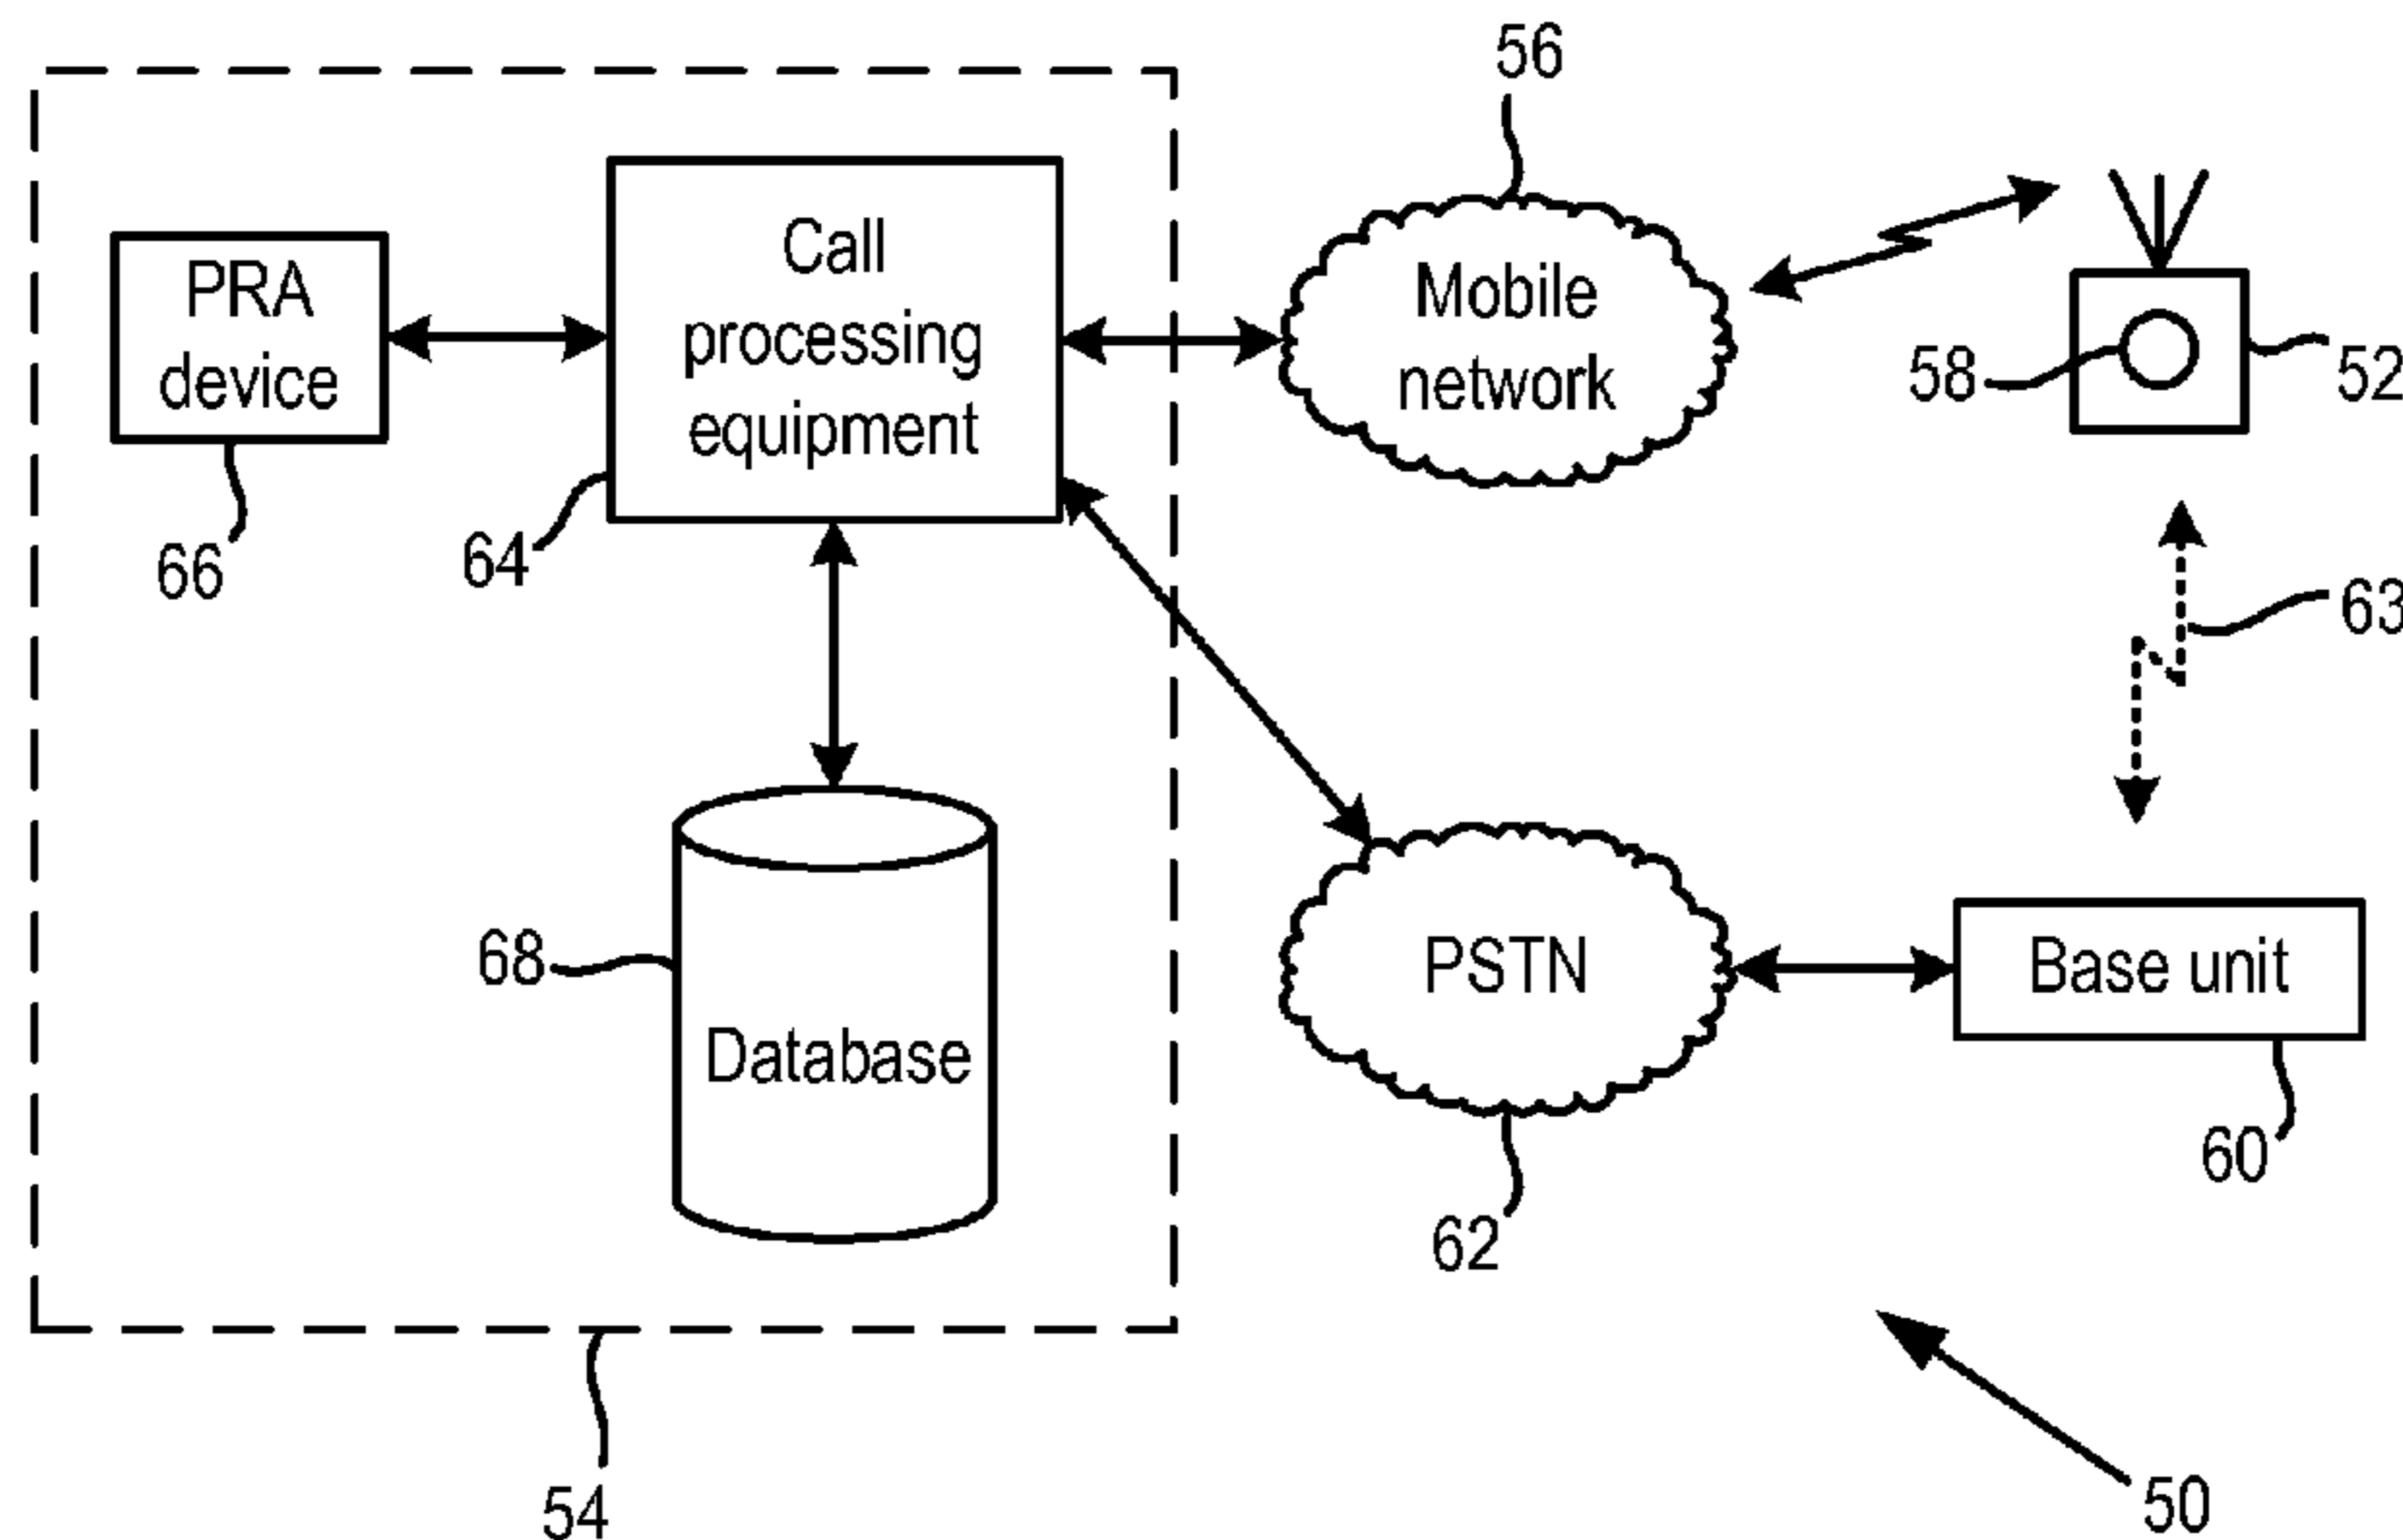 56
Call
processing
equipment
PRA
device
Mobile
network
58
52
66
64
63
68
Database
PSTN
Base unit
60
62
54
50